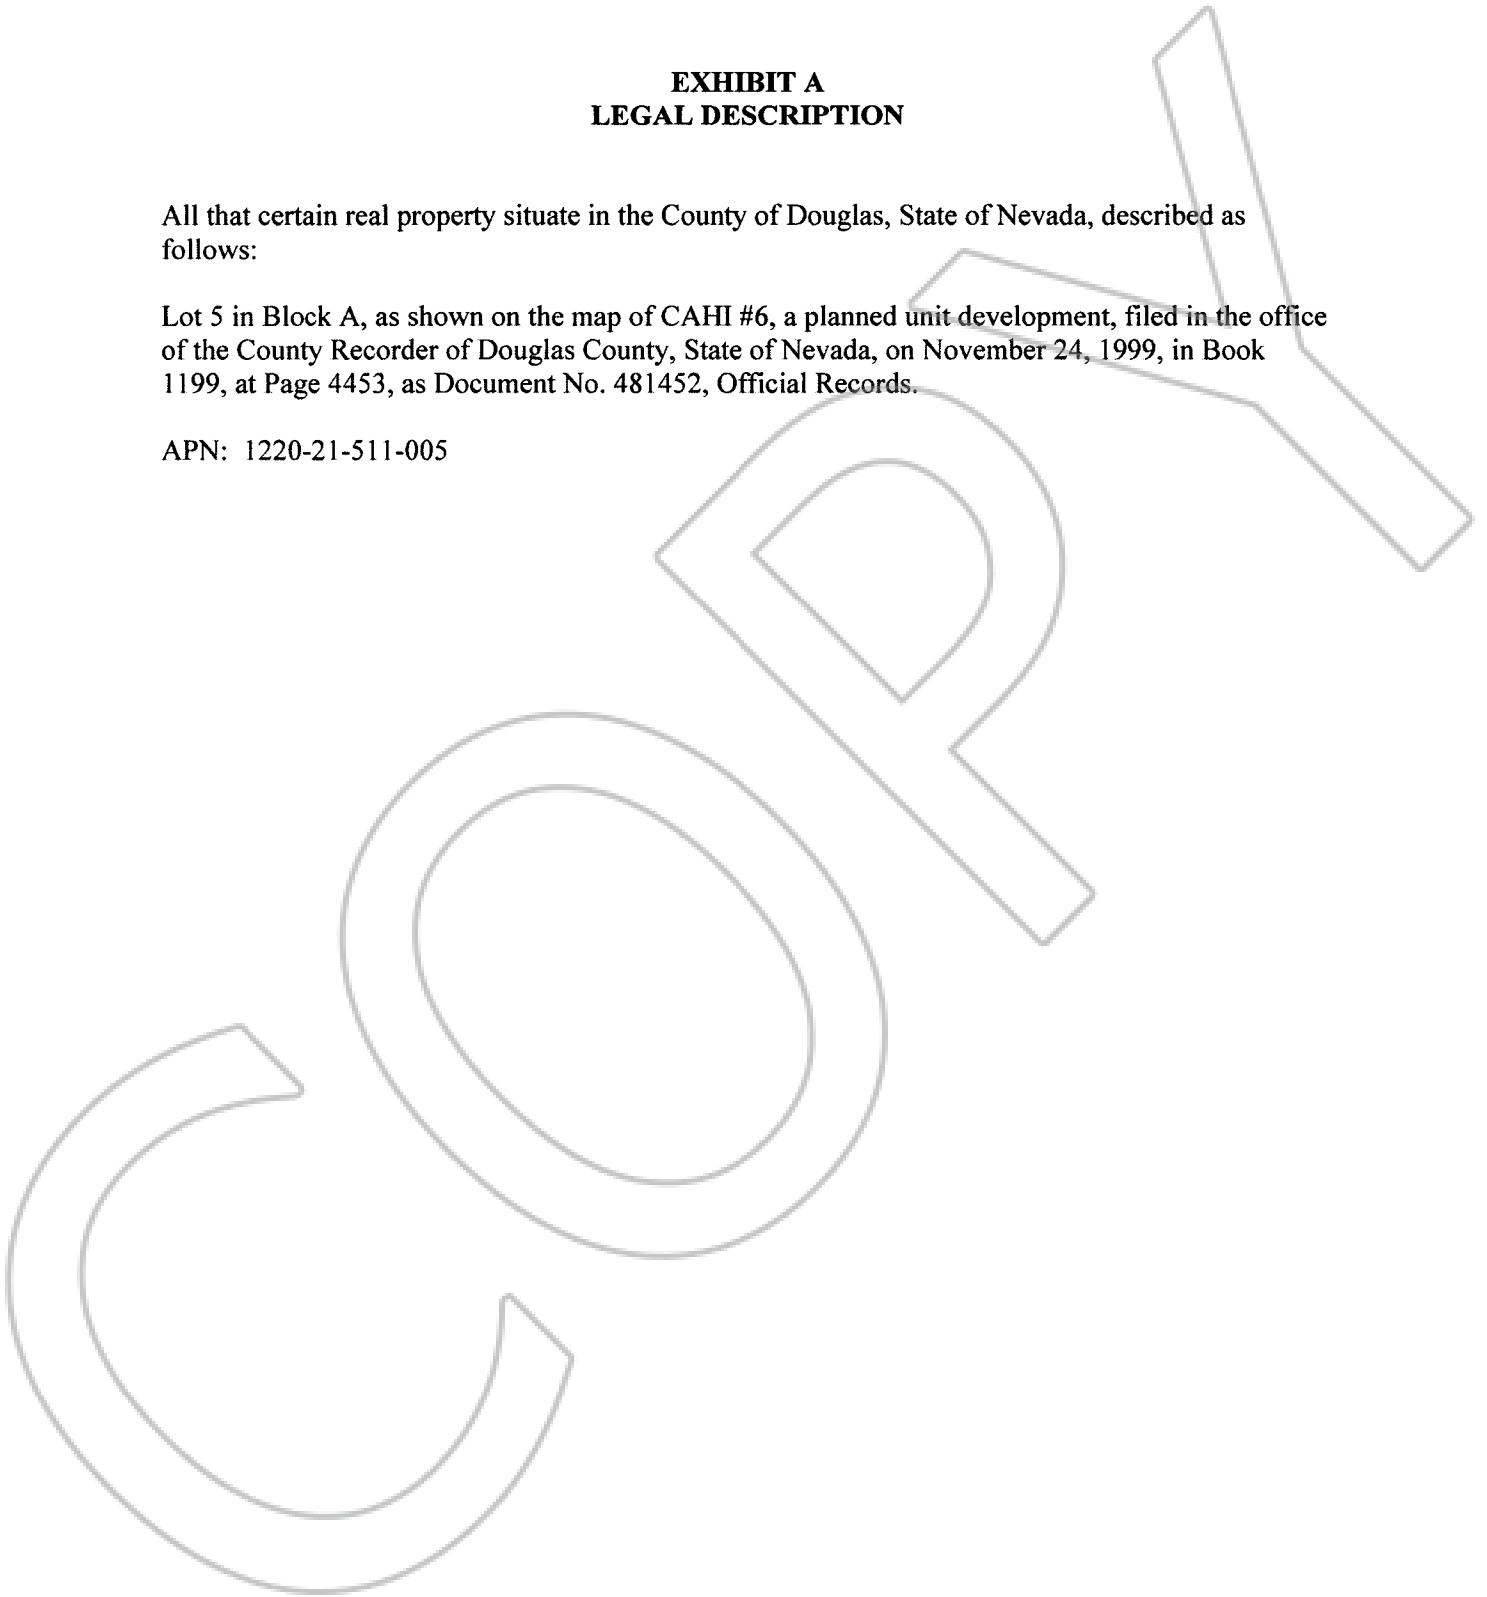 EXHIBIT A
LEGAL DESCRIPTION
All that certain real property situate in the County of Douglas, State of Nevada, described as
follows:
Lot 5 in Block A, as shown on the map of CAHI #6, a planned unit development, filed in the office
of the County Recorder of Douglas County, State of Nevada, on November 24, 1999, in Book
1199, at Page 4453, as Document No. 481452, Official Records.
APN: 1220-21-511-005
COPY